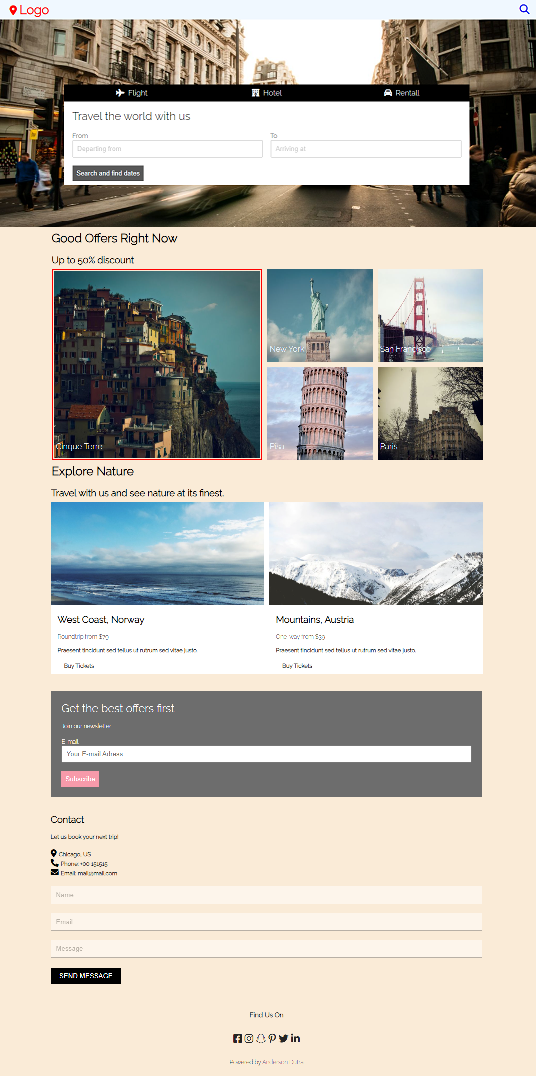 Logo
Flight Hotel Rentall
Travel the world with us
From To
Departing from Arriving at
Search and find dates
Good Offers Right Now
Up to 50% discount
New York San Francisco
Cinque Terre Pisa Paris
Explore Nature
Travel with us and see nature at its finest.
West Coast, Norway Mountains, Austria
Roundtrip from $79 One-way from $39
Praesent tincidunt sed tellus ut rutrum sed vitae justo. Praesent tincidunt sed tellus ut rutrum sed vitae justo.
Buy Tickets Buy Tickets
Get the best offers first
Join our newsletter
E-mail
Your E-mail Adress
Subscribe
Contact
Let us book your next trip!
Chicago, US
Phone: +00 151515
Email: mail@mail.com
Name
Email
Message
SEND MESSAGE
Find Us On
Powered by Anderson